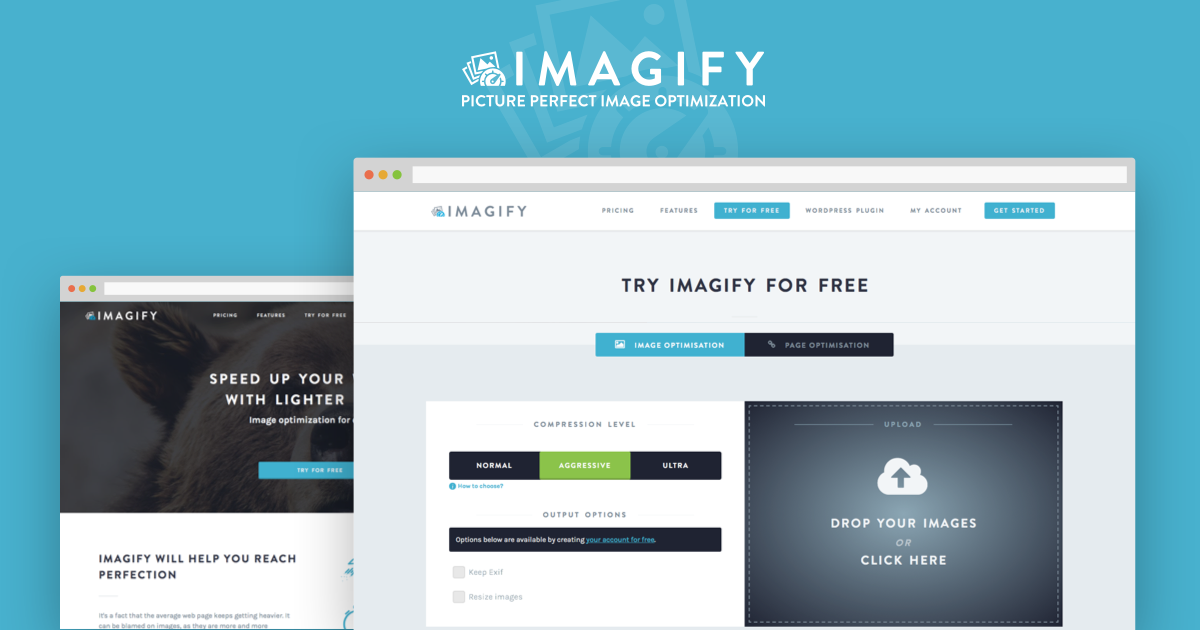 IMAGIFY
PICTURE PERFECT IMAGE OPTIMIZATION
IMAGIFY
PRICING
FEATURES
TRY FOR FREE
WORDPRESS PLUGIN
MY ACCOUNT
GET STARTED
TRY IMAGIFY FOR FREE
IMAGE OPTIMISATION
PAGE OPTIMISATION
COMPRESSION LEVEL
NORMAL
AGGRESSIVE
ULTRA
How to choose?
OUTPUT OPTIONS
Options below are available by creating your account for free.
Keep Exif
Resize images
UPLOAD
DROP YOUR IMAGES
OR
CLICK HERE
IMAGIFY
PRICING
FEATURES
TRY FOR FREE
SPEED UP YOUR
WITH LIGHTER
Image optimization for
TRY FOR FREE
IMAGIFY WILL HELP YOU REACH
PERFECTION
It's a fact that the average web page keeps getting heavier. It
can be blamed on images, as they are more and more